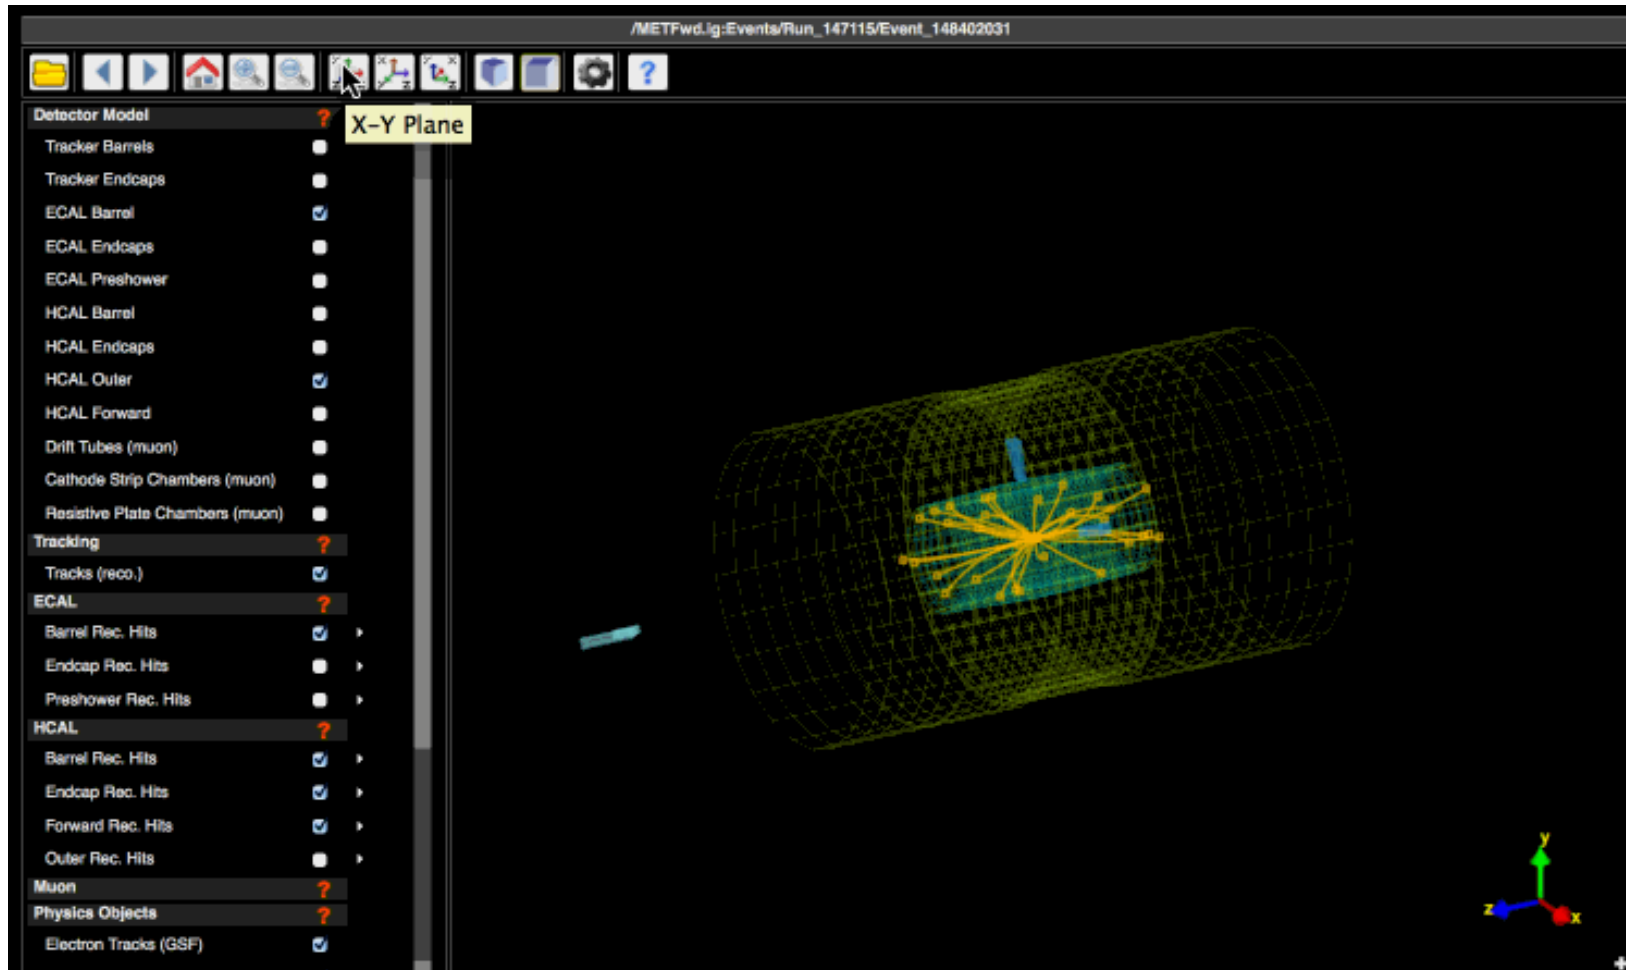 /METFwd.ig:Events/Run_147115/Event_148402031
?
X-Y Plane
Detector Model ?
Tracker Barrels
Tracker Endcaps
ECAL Barrel
ECAL Endcaps
ECAL Preshower
HCAL Barrel
HCAL Endcaps
HCAL Outer
HCAL Forward
Drift Tubes (muon)
Cathode Strip Chambers (muon)
Resistive Plate Chambers (muon)
Tracking ?
Tracks (reco.)
ECAL ?
Barrel Rec. Hits
Endcap Rec. Hits
Preshower Rec. Hits
HCAL ?
Barrel Rec. Hits
Endcap Rec. Hits
Forward Rec. Hits
Outer Rec. Hits
Muon ?
Physics Objects ?
Electron Tracks (GSF)
y
z
x